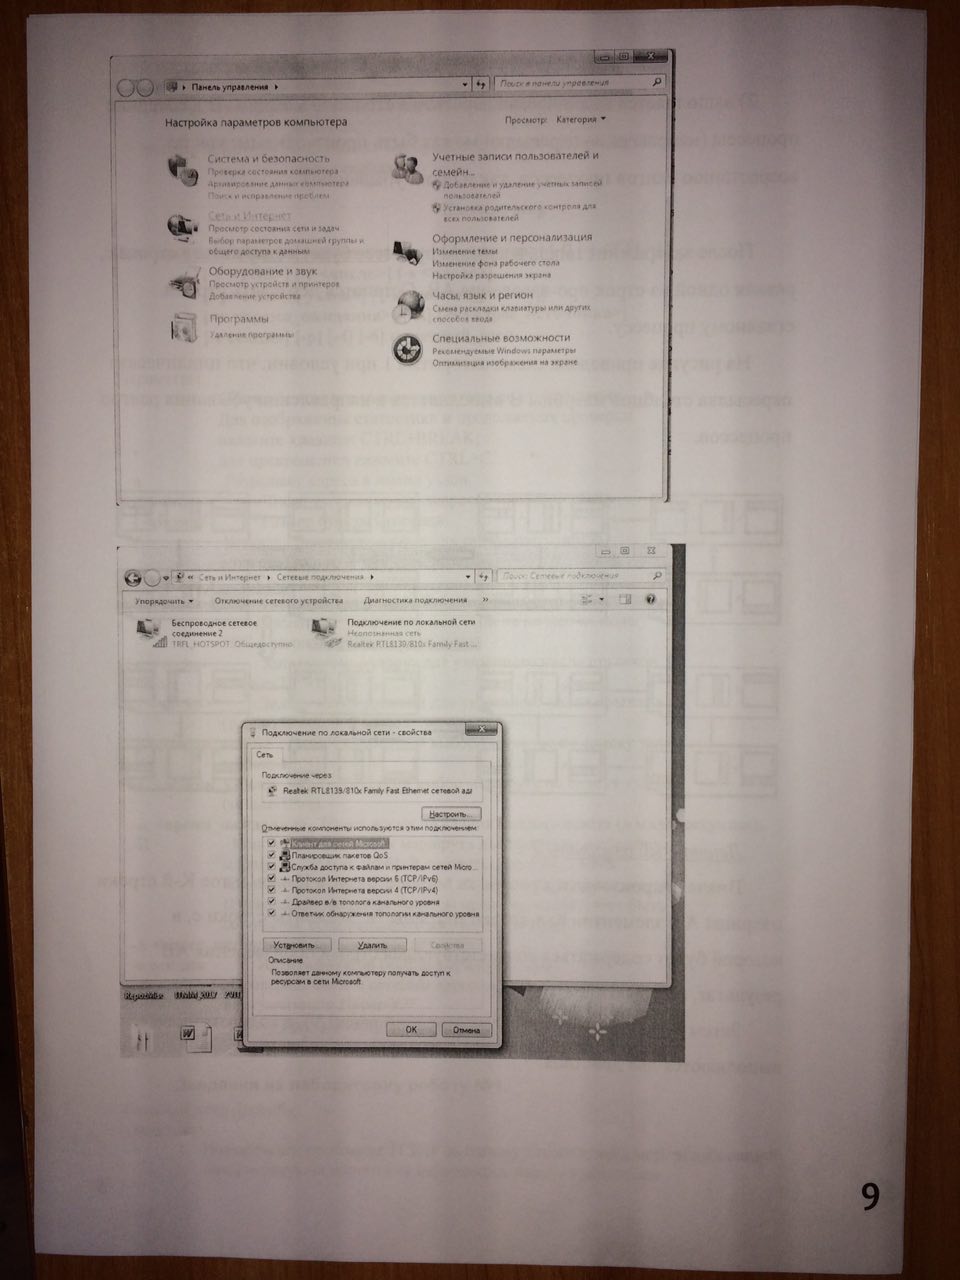 Панель управления
Поиск в панели управления
Настройка параметров компьютера
Просмотр: Категория
Система и безопасность
Проверка состояния компьютера
Архивирование данных компьютера
Поиск и исправление проблем
Сеть и Интернет
Просмотр состояния сети и задач
Выбор параметров домашней группы и
общего доступа к данным
Оборудование и звук
Просмотр устройств и принтеров
Добавление устройства
Программы
Удаление программы
Учетные записи пользователей и
семейн...
Добавление и удаление учетных записей
пользователей
Установка родительского контроля для
всех пользователей
Оформление и персонализация
Изменение темы
Изменение фона рабочего стола
Настройка разрешения экрана
Часы, язык и регион
Смена раскладки клавиатуры или других
способов ввода
Специальные возможности
Рекомендуемые Windows параметры
Оптимизация изображения на экране
« Сеть и Интернет Сетевые подключения
Поиск: Сетевые подключения
Упорядочить Отключение сетевого устройства Диагностика подключения »
Беспроводное сетевое
соединение 2
TRFL_HOTSPOT Общедоступно
Подключение по локальной сети
Неопознанная сеть
Realtek RTL8139/810x Family Fast ...
Подключение по локальной сети - свойства
Сеть
Подключение через:
Realtek RTL8139/810x Family Fast Ethernet сетевой ада
Настроить...
Отмеченные компоненты используются этим подключением:
Клиент для сетей Microsoft
Планировщик пакетов QoS
Служба доступа к файлам и принтерам сетей Micro...
Протокол Интернета версии 6 (TCP/IPv6)
Протокол Интернета версии 4 (TCP/IPv4)
Драйвер в/в тополога канального уровня
Ответчик обнаружения топологии канального уровня
Установить... Удалить Свойства
Описание
Позволяет данному компьютеру получать доступ к
ресурсам в сети Microsoft.
ОК Отмена
9